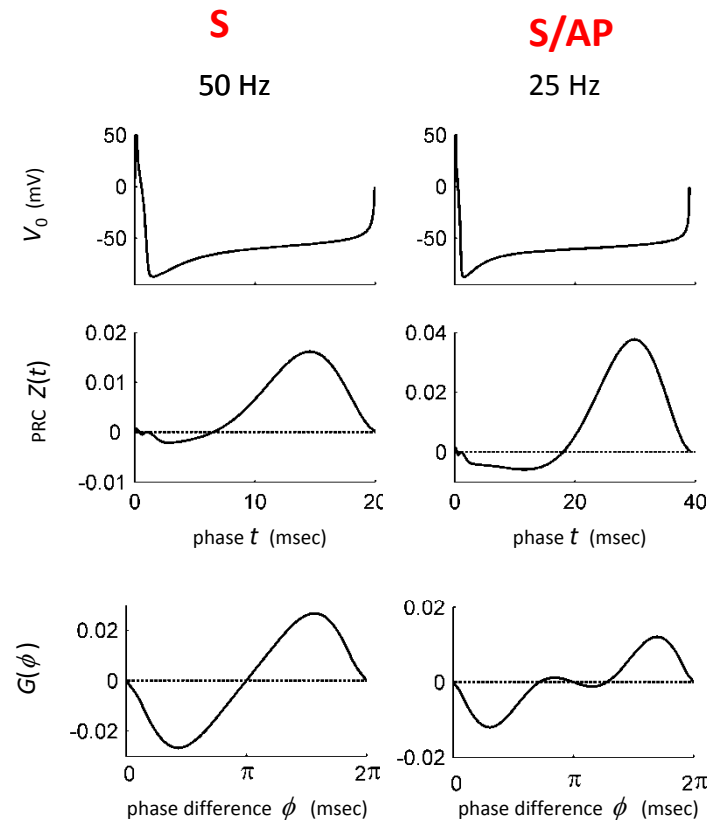 S S/AP
50 Hz 25 Hz
V0 (mV)
50
0
-50
50
0
-50
PRC Z(t)
0.02
0.01
0
-0.01
0 10 20
phase t (msec)
0.04
0.02
0
0 20 40
phase t (msec)
G(ϕ)
0.02
0
-0.02
0 π 2π
phase difference ϕ (msec)
0.02
0
-0.02
0 π 2π
phase difference ϕ (msec)